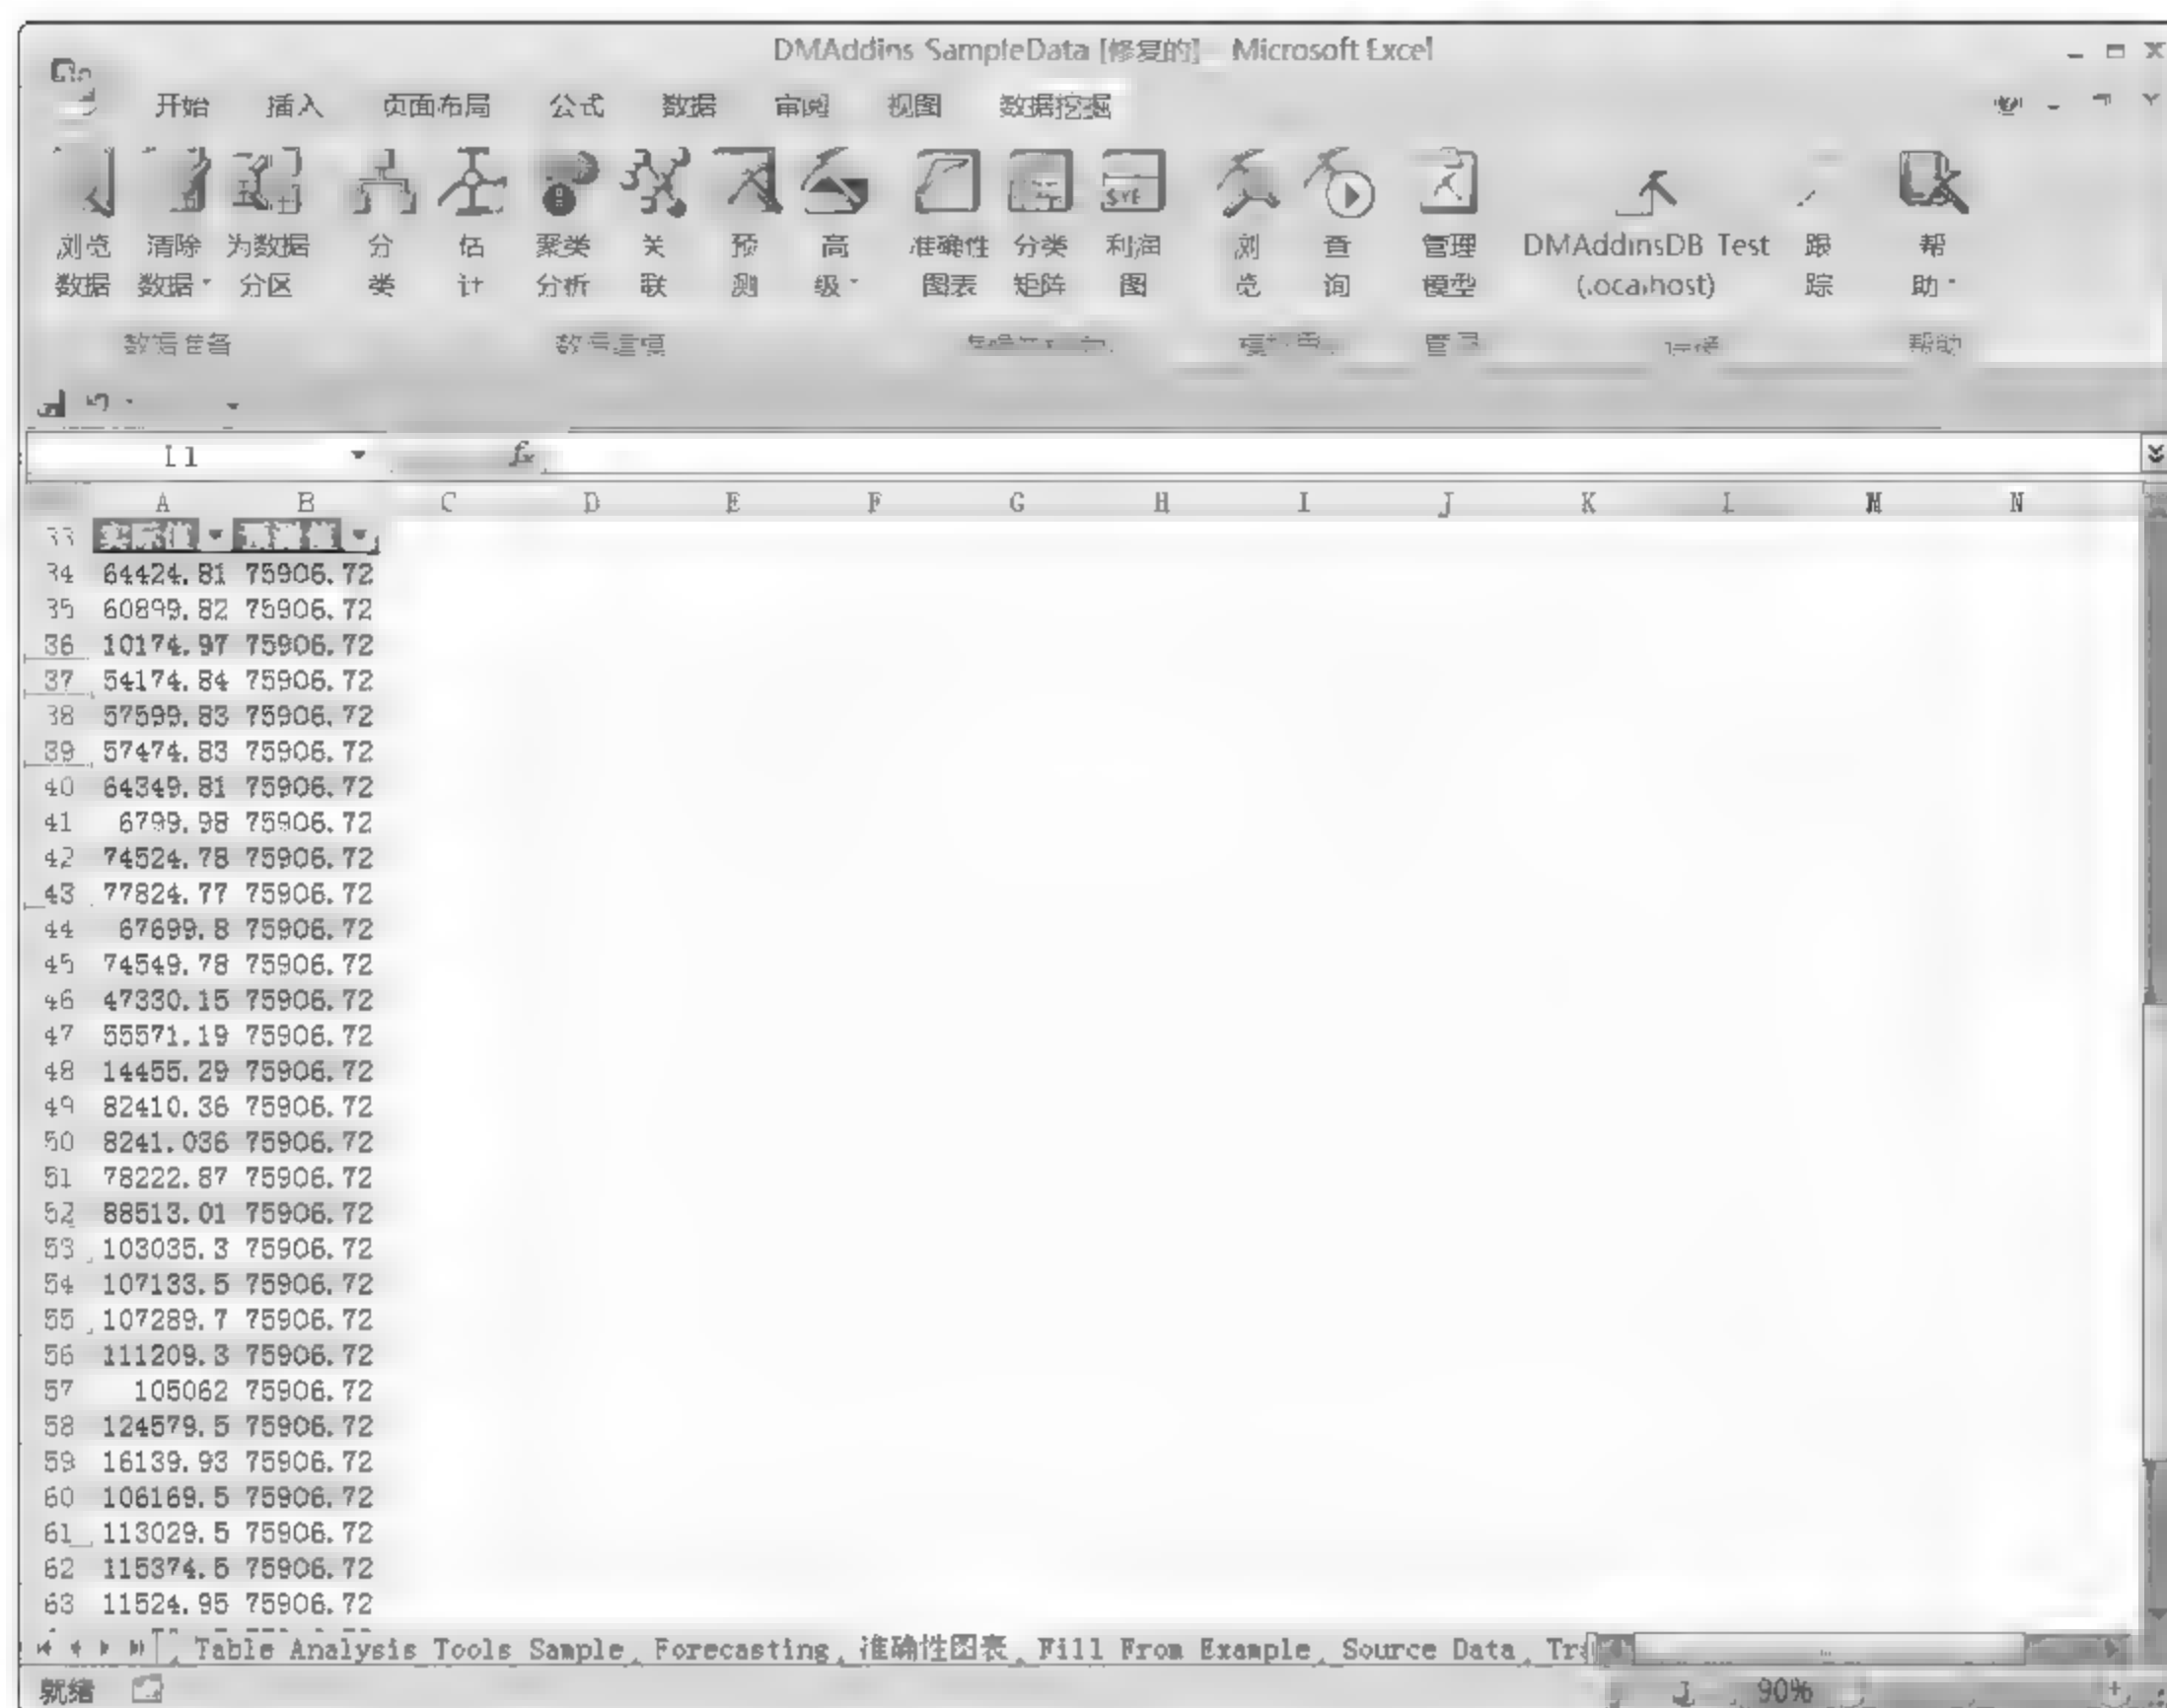 DMAddins SampleData [修复的] Microsoft Excel
开始 插入 页面布局 公式 数据 审阅 视图 数据挖掘
浏览 清除 为数据 分 估 聚类 关 预 高 准确性 分类 利润 浏 查 管理 DMAddinsDB Test 跟 帮
数据 数据 分区 类 计 分析 联 测 级 图表 矩阵 图 览 询 模型 (localhost) 踪 助
数据准备 数据建模 管理 连接 帮助
I1 fx
A B C D E F G H I J K L M N
33 实际值 预测值
34 64424.81 75906.72
35 60899.82 75906.72
36 10174.97 75906.72
37 54174.84 75906.72
38 57599.83 75906.72
39 57474.83 75906.72
40 64349.81 75906.72
41 6799.98 75906.72
42 74524.78 75906.72
43 77824.77 75906.72
44 67699.8 75906.72
45 74549.78 75906.72
46 47330.15 75906.72
47 55571.19 75906.72
48 14455.29 75906.72
49 82410.36 75906.72
50 8241.036 75906.72
51 78222.87 75906.72
52 88513.01 75906.72
53 103035.3 75906.72
54 107133.5 75906.72
55 107289.7 75906.72
56 111209.3 75906.72
57 105062 75906.72
58 124579.5 75906.72
59 16139.93 75906.72
60 106169.5 75906.72
61 113029.5 75906.72
62 115374.5 75906.72
63 11524.95 75906.72
Table Analysis Tools Sample Forecasting 准确性图表 Fill From Example Source Data Tra
就绪 90%